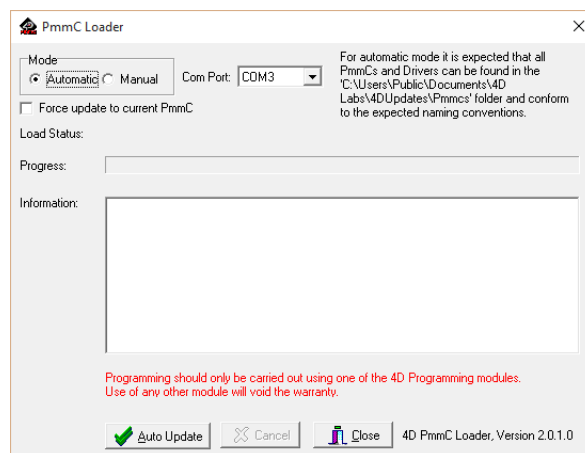 PmmC Loader
Mode
Automatic
Manual
Com Port:
COM3
For automatic mode it is expected that all
PmmCs and Drivers can be found in the
'C:\Users\Public\Documents\4D
Labs\4DUpdates\Pmmcs' folder and conform
to the expected naming conventions.
Force update to current PmmC
Load Status:
Progress:
Information:
Programming should only be carried out using one of the 4D Programming modules.
Use of any other module will void the warranty.
Auto Update
Cancel
Close
4D PmmC Loader, Version 2.0.1.0